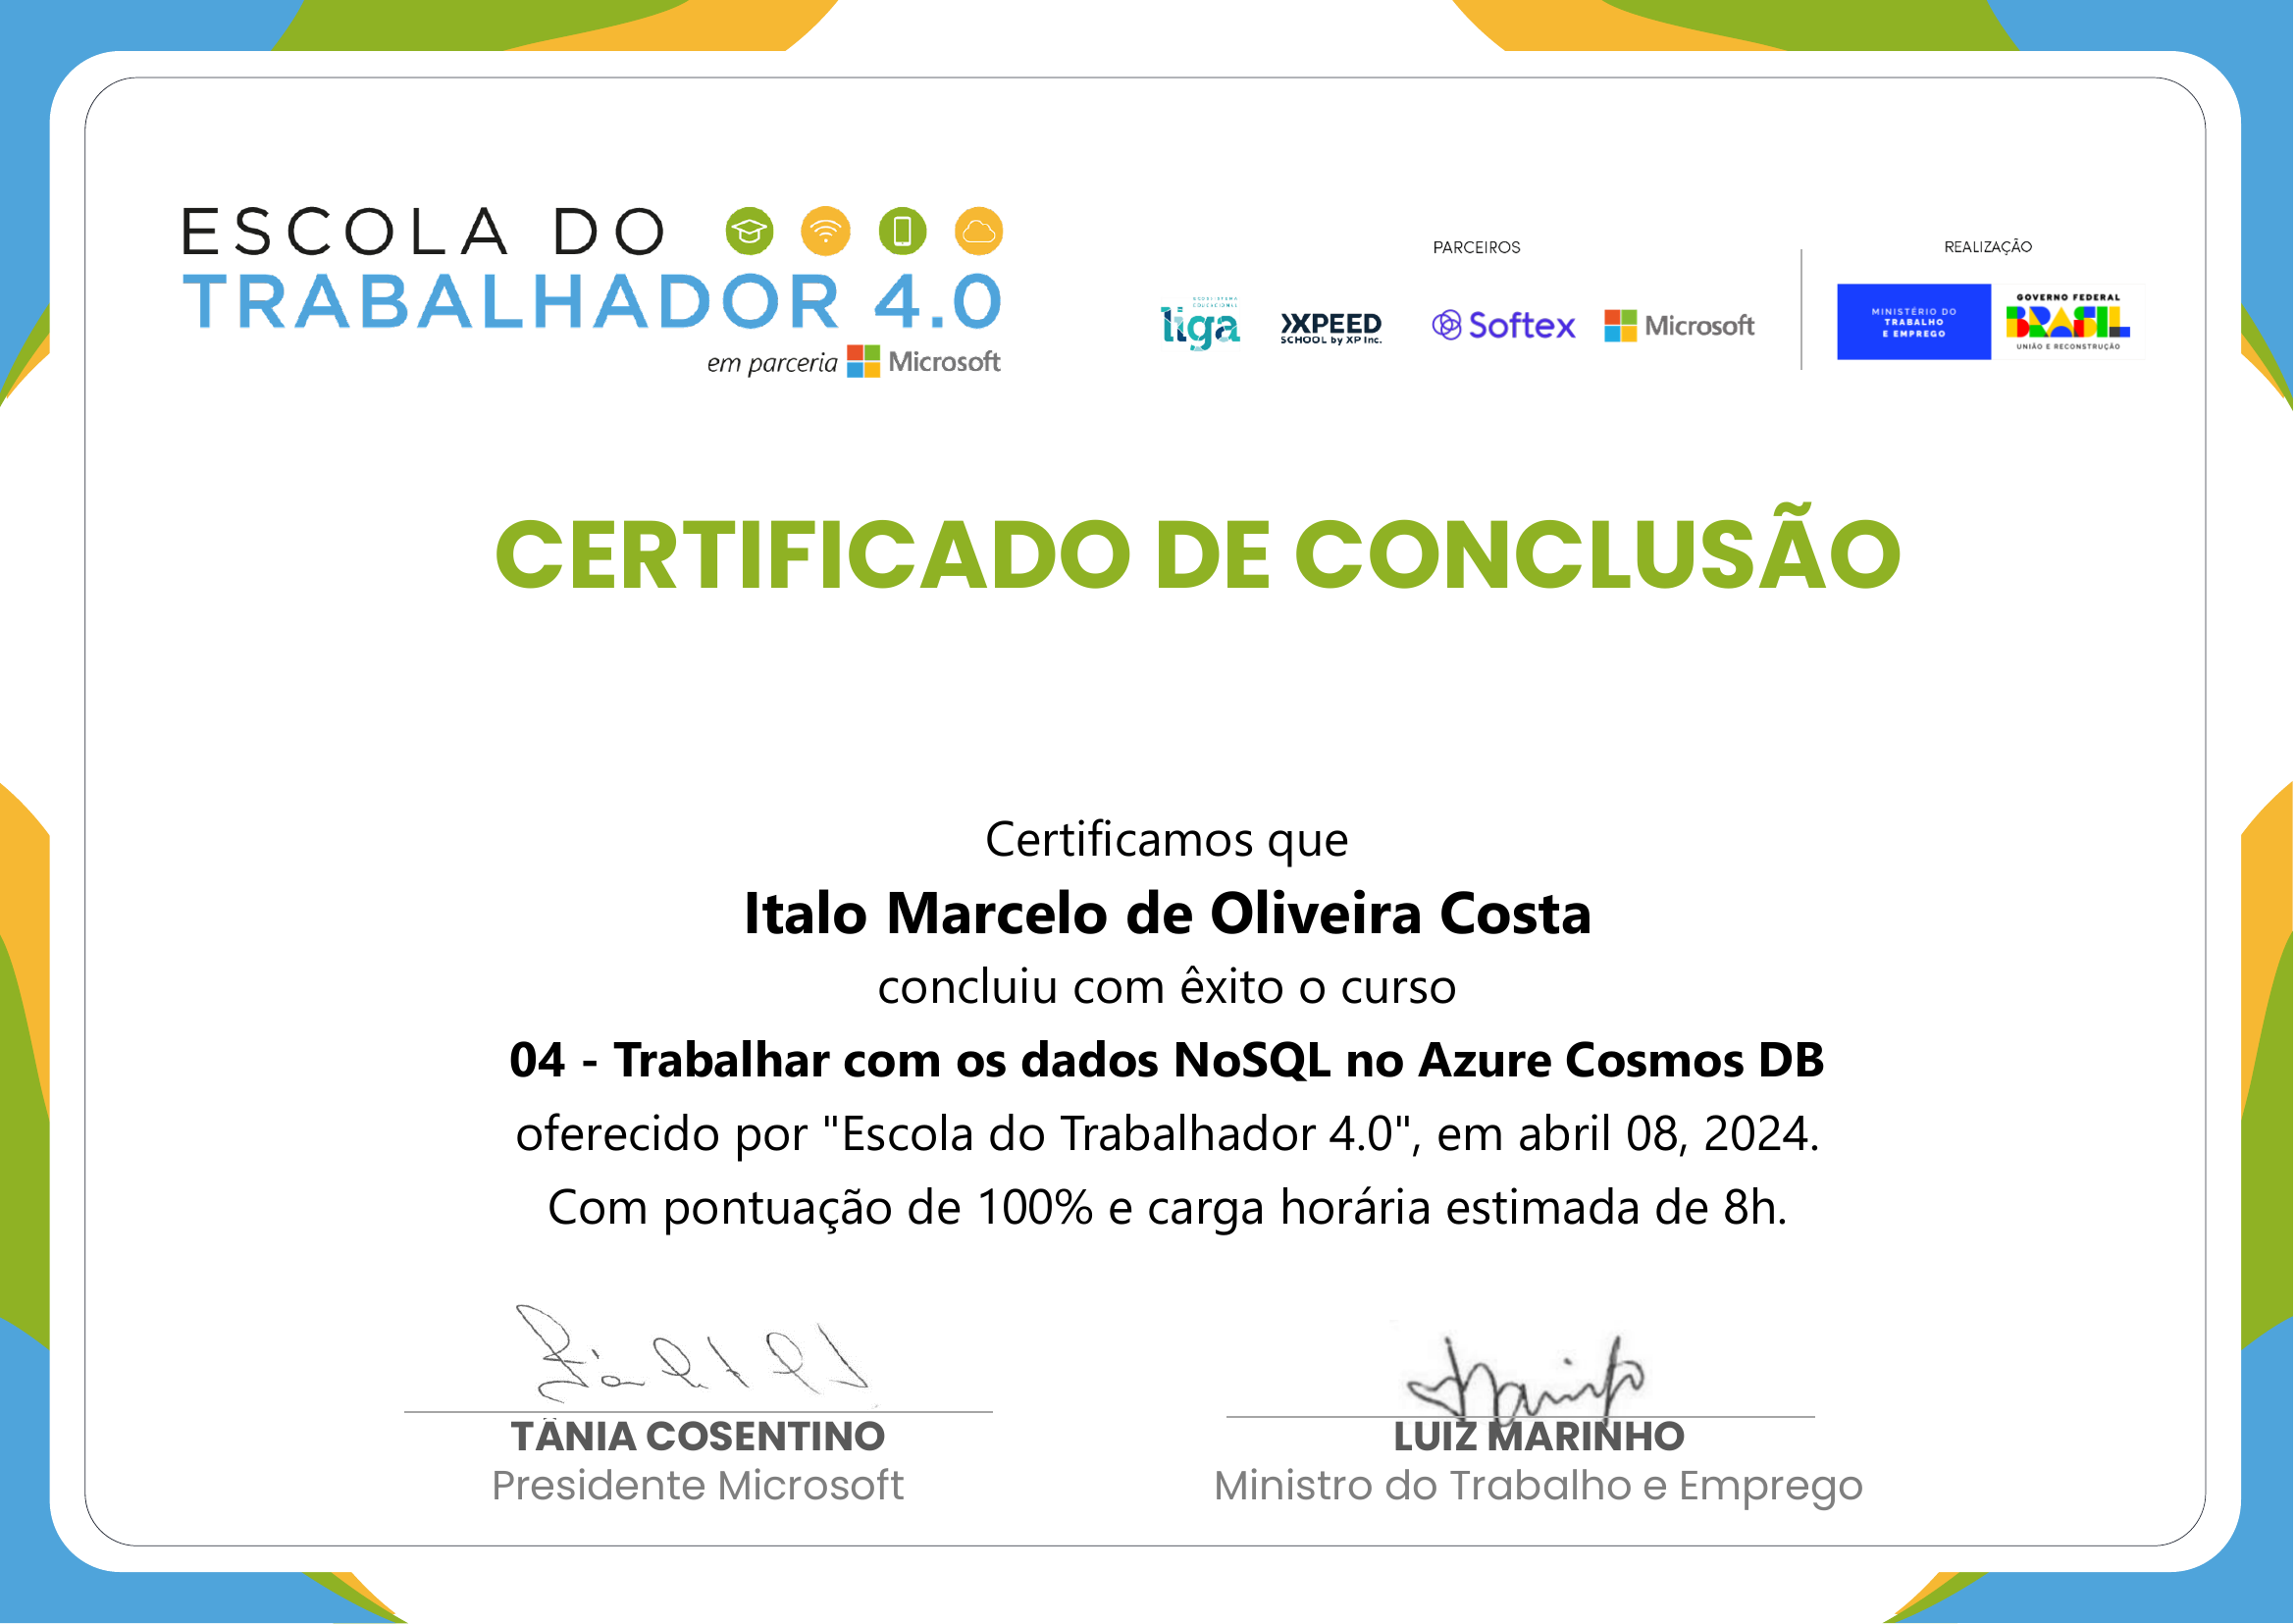 ESCOLA DO
TRABALHADOR 4.0
em parceria Microsoft
PARCEIROS
ECOSSISTEMA
EDUCACIONAL
liga
XPEED
SCHOOL by XP Inc.
Softex
Microsoft
REALIZAÇÃO
MINISTÉRIO DO
TRABALHO
E EMPREGO
GOVERNO FEDERAL
BRASIL
UNIÃO E RECONSTRUÇÃO
CERTIFICADO DE CONCLUSÃO
Certificamos que
Italo Marcelo de Oliveira Costa
concluiu com êxito o curso
04 - Trabalhar com os dados NoSQL no Azure Cosmos DB
oferecido por "Escola do Trabalhador 4.0", em abril 08, 2024.
Com pontuação de 100% e carga horária estimada de 8h.
TÂNIA COSENTINO
Presidente Microsoft
LUIZ MARINHO
Ministro do Trabalho e Emprego